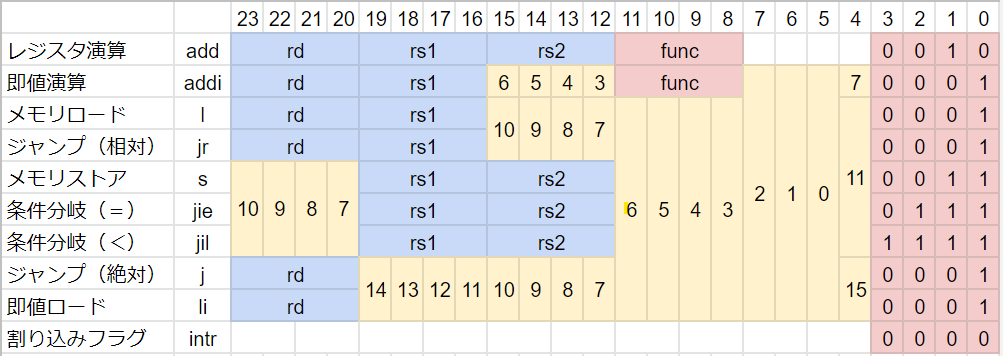 23 22 21 20 19 18 17 16 15 14 13 12 11 10 9 8 7 6 5 4 3 2 1 0
レジスタ演算 add rd rs1 rs2 func 0 0 1 0
即値演算 addi rd rs1 6 5 4 3 func 7 0 0 0 1
メモリロード l rd rs1 10 9 8 7 0 0 0 1
ジャンプ（相対） jr rd rs1 0 0 0 1
メモリストア s rs1 rs2 11 0 0 1 1
条件分岐（＝） jie 10 9 8 7 rs1 rs2 6 5 4 3 2 1 0 0 1 1 1
条件分岐（＜） jil rs1 rs2 1 1 1 1
ジャンプ（絶対） j rd 14 13 12 11 10 9 8 7 15 0 0 0 1
即値ロード li rd 0 0 0 1
割り込みフラグ intr 0 0 0 0